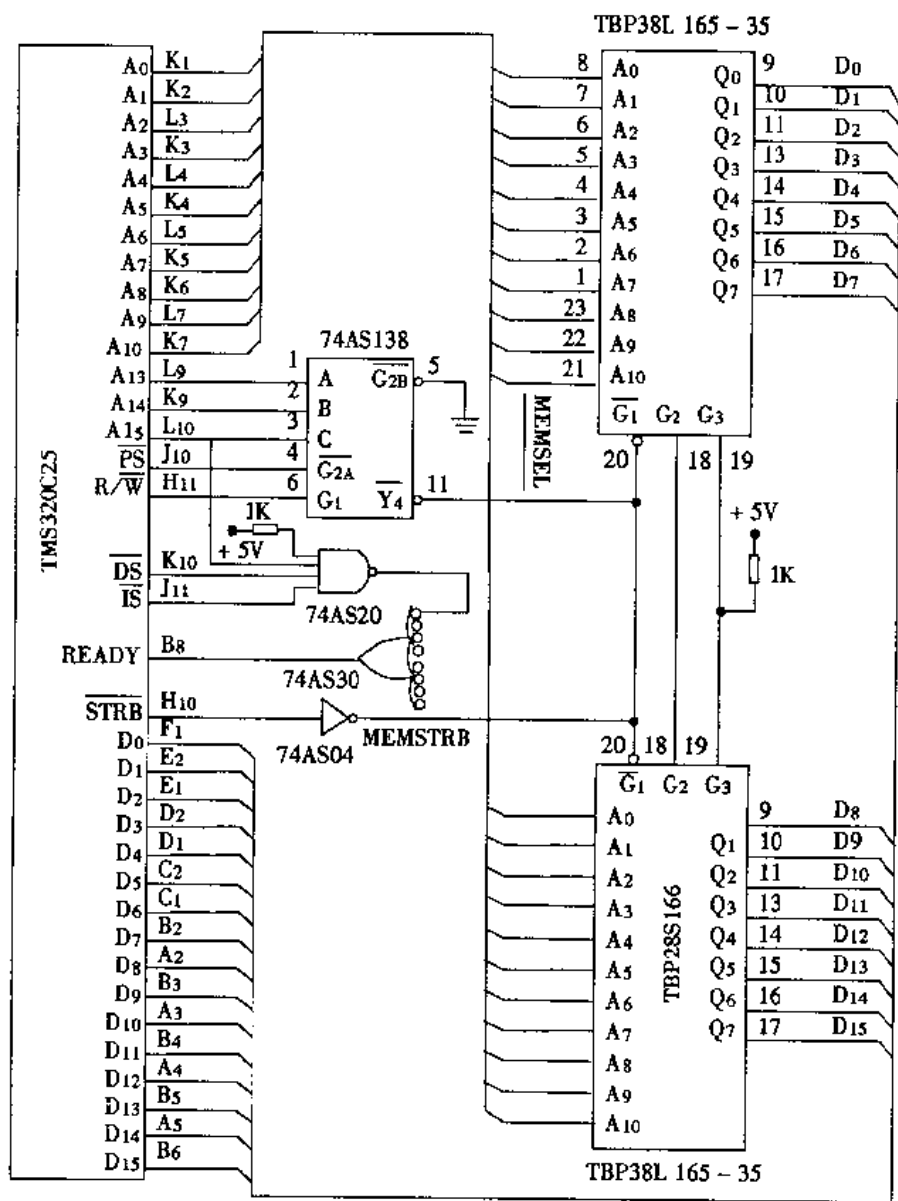 TBP38L 165 – 35
TMS320C25
A0 K1
A1 K2
A2 L3
A3 K3
A4 L4
A5 K4
A6 L5
A7 K5
A8 K6
A9 L7
A10 K7
A13 L9
A14 K9
A15 L10
PS J10
R/W H11
DS K10
IS J11
READY B8
STRB H10
D0 F1
D1 E2
D2 E1
D3 D2
D4 D1
D5 C2
D6 C1
D7 B2
D8 A2
D9 B3
D10 A3
D11 B4
D12 A4
D13 B5
D14 A5
D15 B6
74AS138
1 A G2B 5
2 B
3 C
4 G2A
6 G1 Y4 11
1K
+ 5V
74AS20
74AS30
74AS04
MEMSTRB
MEMSEL
8 A0 Q0 9 D0
7 A1 Q1 10 D1
6 A2 Q2 11 D2
5 A3 Q3 13 D3
4 A4 Q4 14 D4
3 A5 Q5 15 D5
2 A6 Q6 16 D6
1 A7 Q7 17 D7
23 A8
22 A9
21 A10
G1 G2 G3
20 18 19
+ 5V
1K
20 18 19
G1 G2 G3
A0 9 D8
A1 Q1 10 D9
A2 Q2 11 D10
A3 Q3 13 D11
A4 Q4 14 D12
A5 Q5 15 D13
A6 Q6 16 D14
A7 Q7 17 D15
A8
A9
A10
TBP28S166
TBP38L 165 – 35